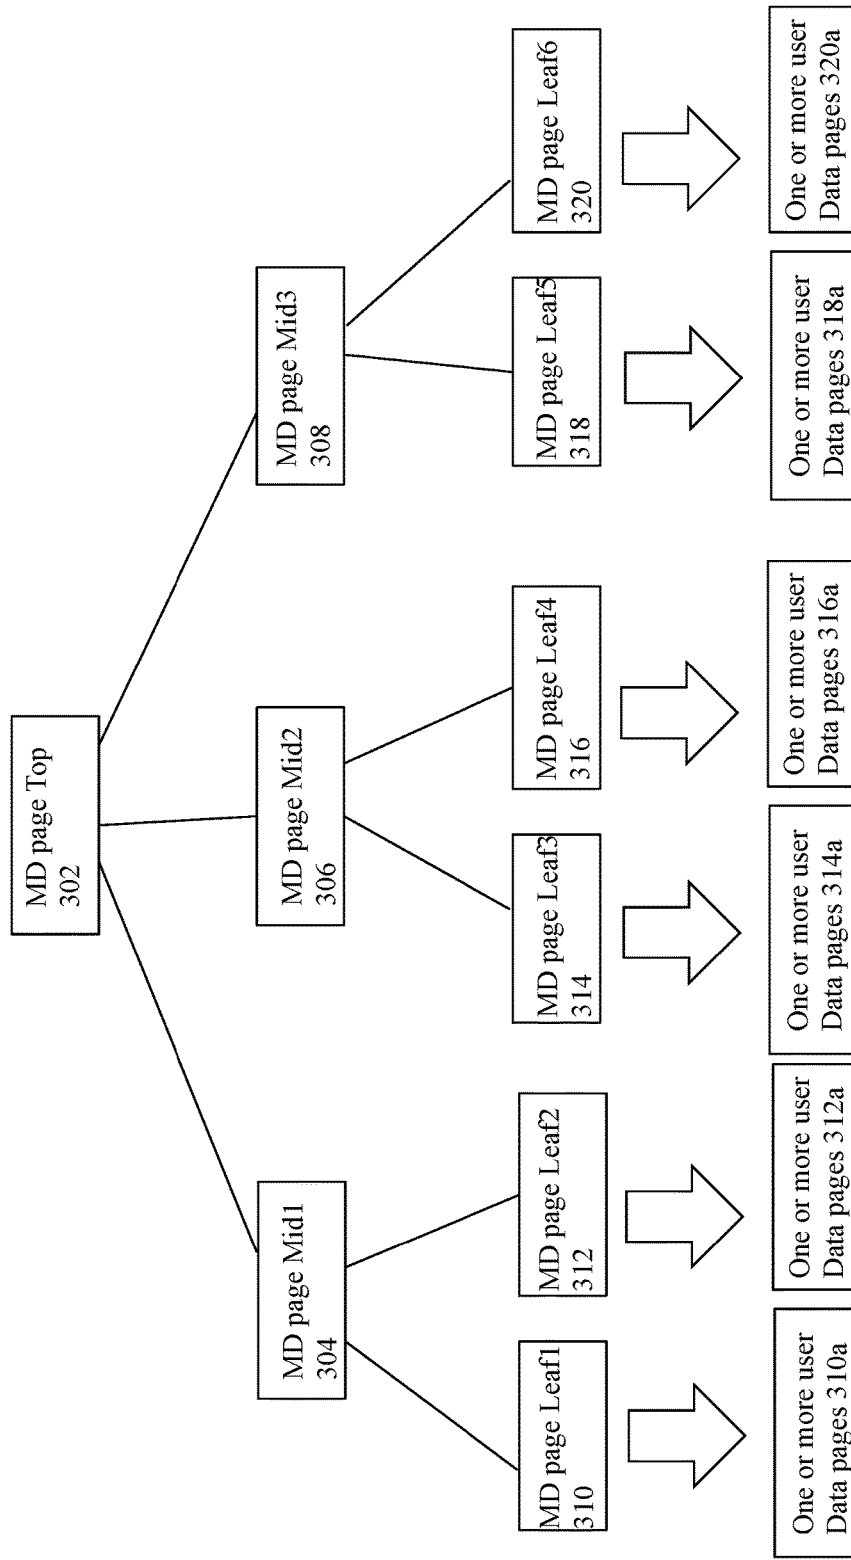 MD page Top
302
MD page Mid1
304
MD page Mid2
306
MD page Mid3
308
MD page Leaf1
310
MD page Leaf2
312
MD page Leaf3
314
MD page Leaf4
316
MD page Leaf5
318
MD page Leaf6
320
One or more user
Data pages 310a
One or more user
Data pages 312a
One or more user
Data pages 314a
One or more user
Data pages 316a
One or more user
Data pages 318a
One or more user
Data pages 320a